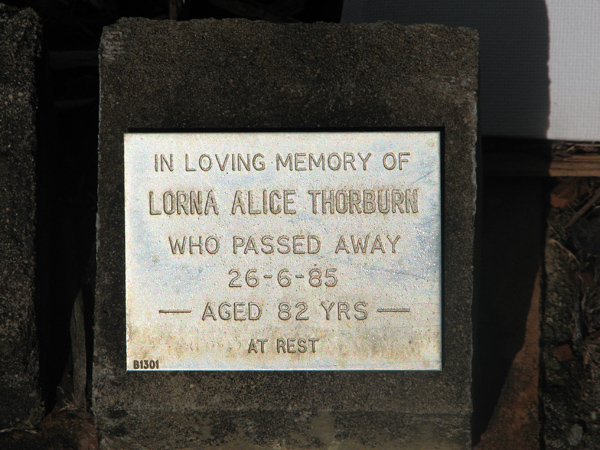 IN LOVING MEMORY OF
LORNA ALICE THORBURN
WHO PASSED AWAY
26-6-85
— AGED 82 YRS —
AT REST
B1301